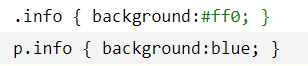 .info { background:#ff0; }
p.info { background:blue; }